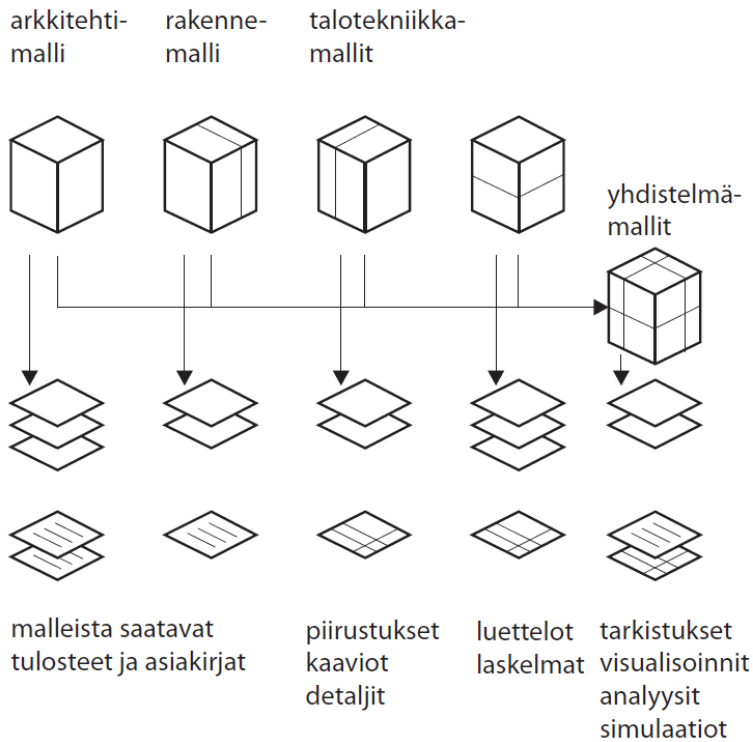 arkkitehti-
malli
rakenne-
malli
talotekniikka-
mallit
yhdistelmä-
mallit
malleista saatavat
tulosteet ja asiakirjat
piirustukset
kaaviot
detaljit
luettelot
laskelmat
tarkistukset
visualisoinnit
analyysit
simulaatiot